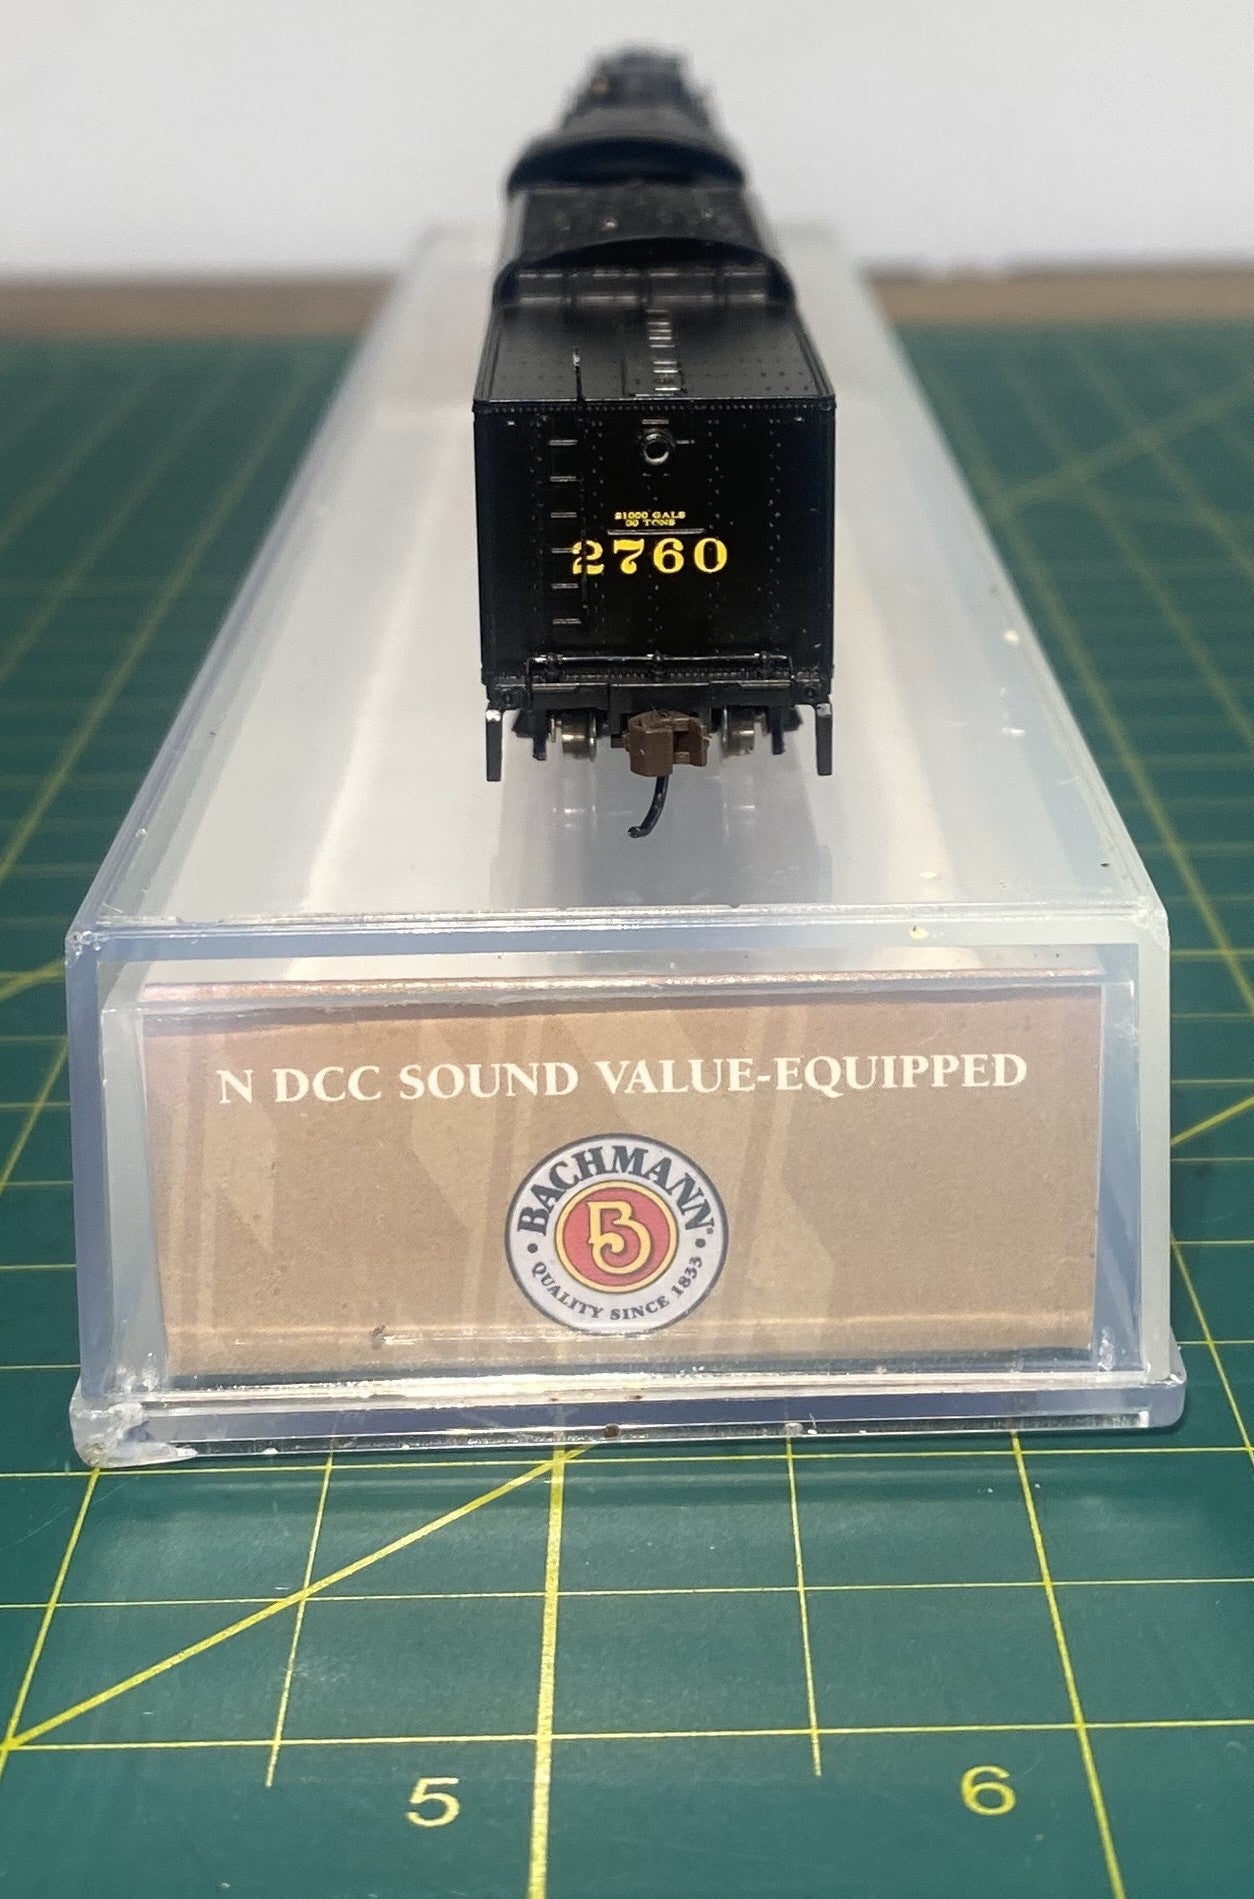 21000 GALS
30 TONS
2760
N DCC SOUND VALUE-EQUIPPED
BACHMANN
B
QUALITY SINCE 1833
5
6